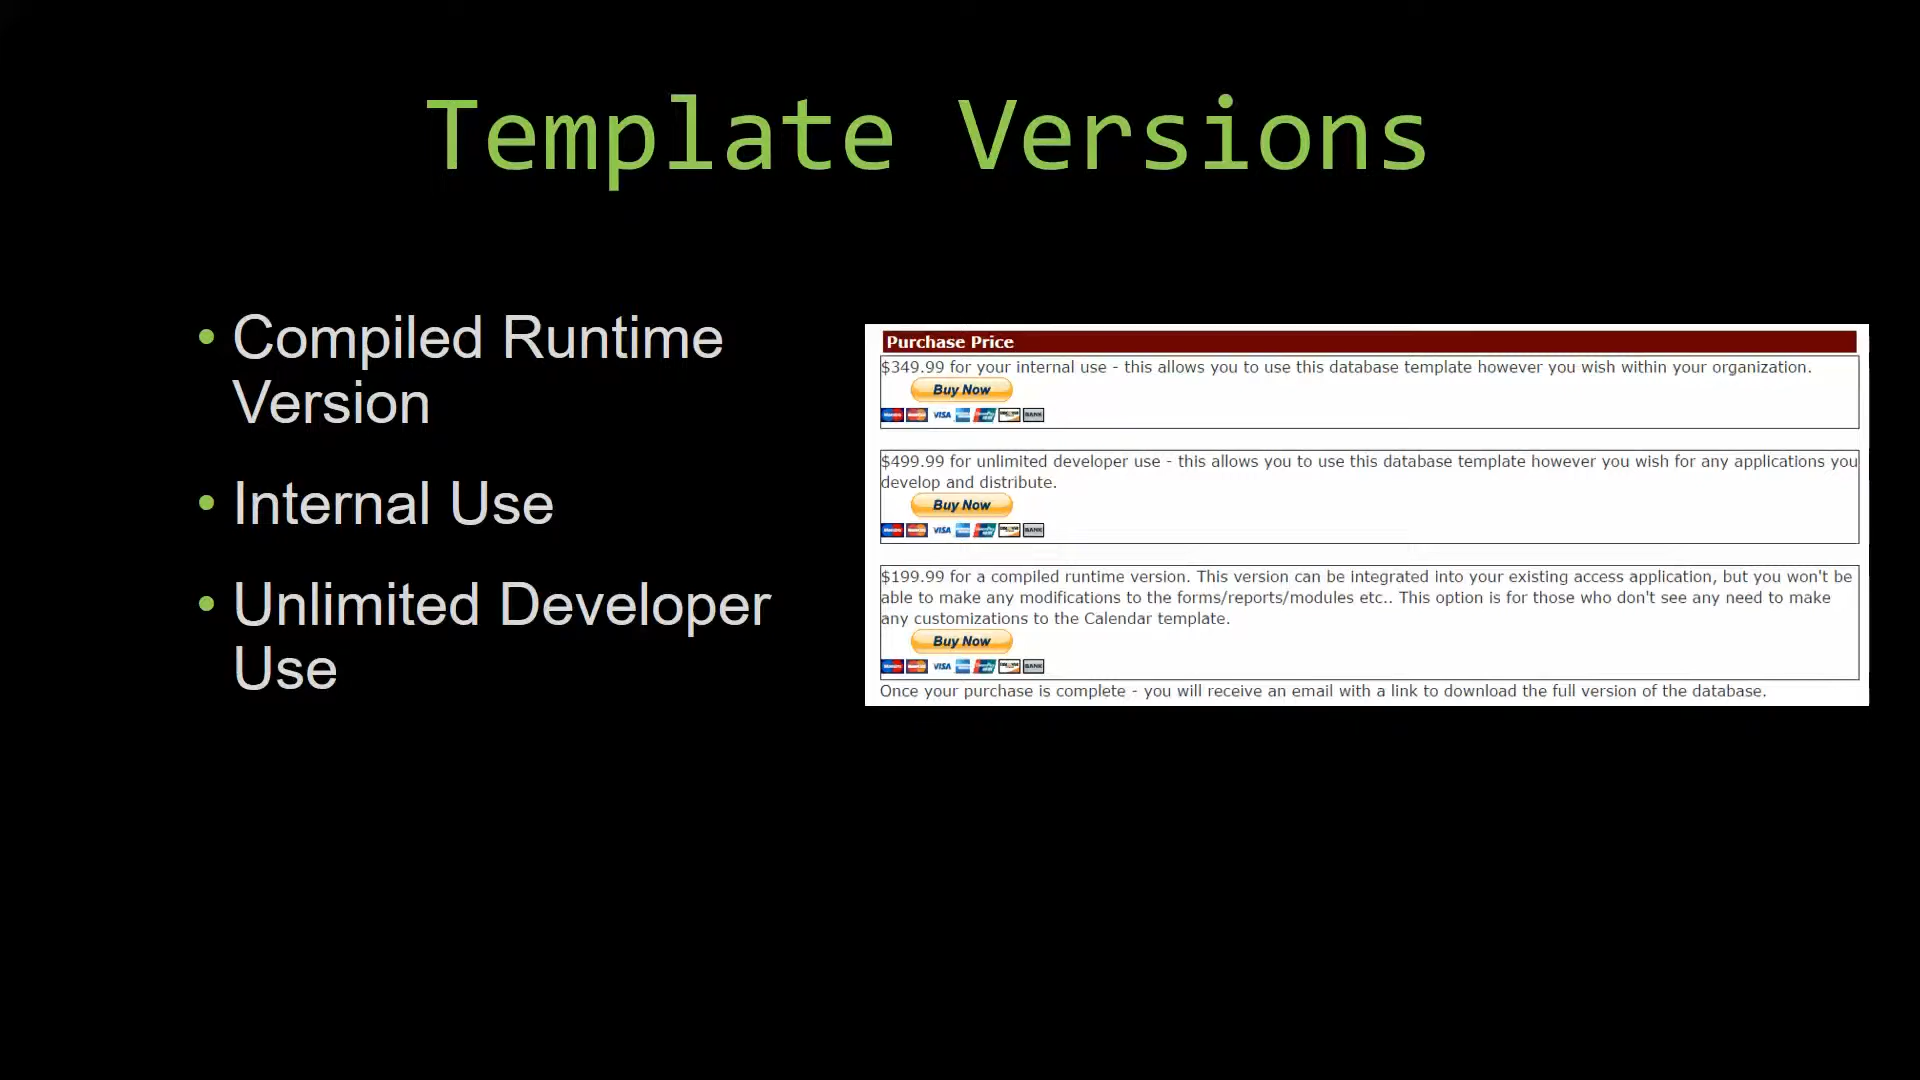 Template Versions
• Compiled Runtime
Version
• Internal Use
• Unlimited Developer
Use
Purchase Price
$349.99 for your internal use - this allows you to use this database template however you wish within your organization.
Buy Now
VISA BANK
$499.99 for unlimited developer use - this allows you to use this database template however you wish for any applications you
develop and distribute.
Buy Now
VISA BANK
$199.99 for a compiled runtime version. This version can be integrated into your existing access application, but you won't be
able to make any modifications to the forms/reports/modules etc.. This option is for those who don't see any need to make
any customizations to the Calendar template.
Buy Now
VISA BANK
Once your purchase is complete - you will receive an email with a link to download the full version of the database.